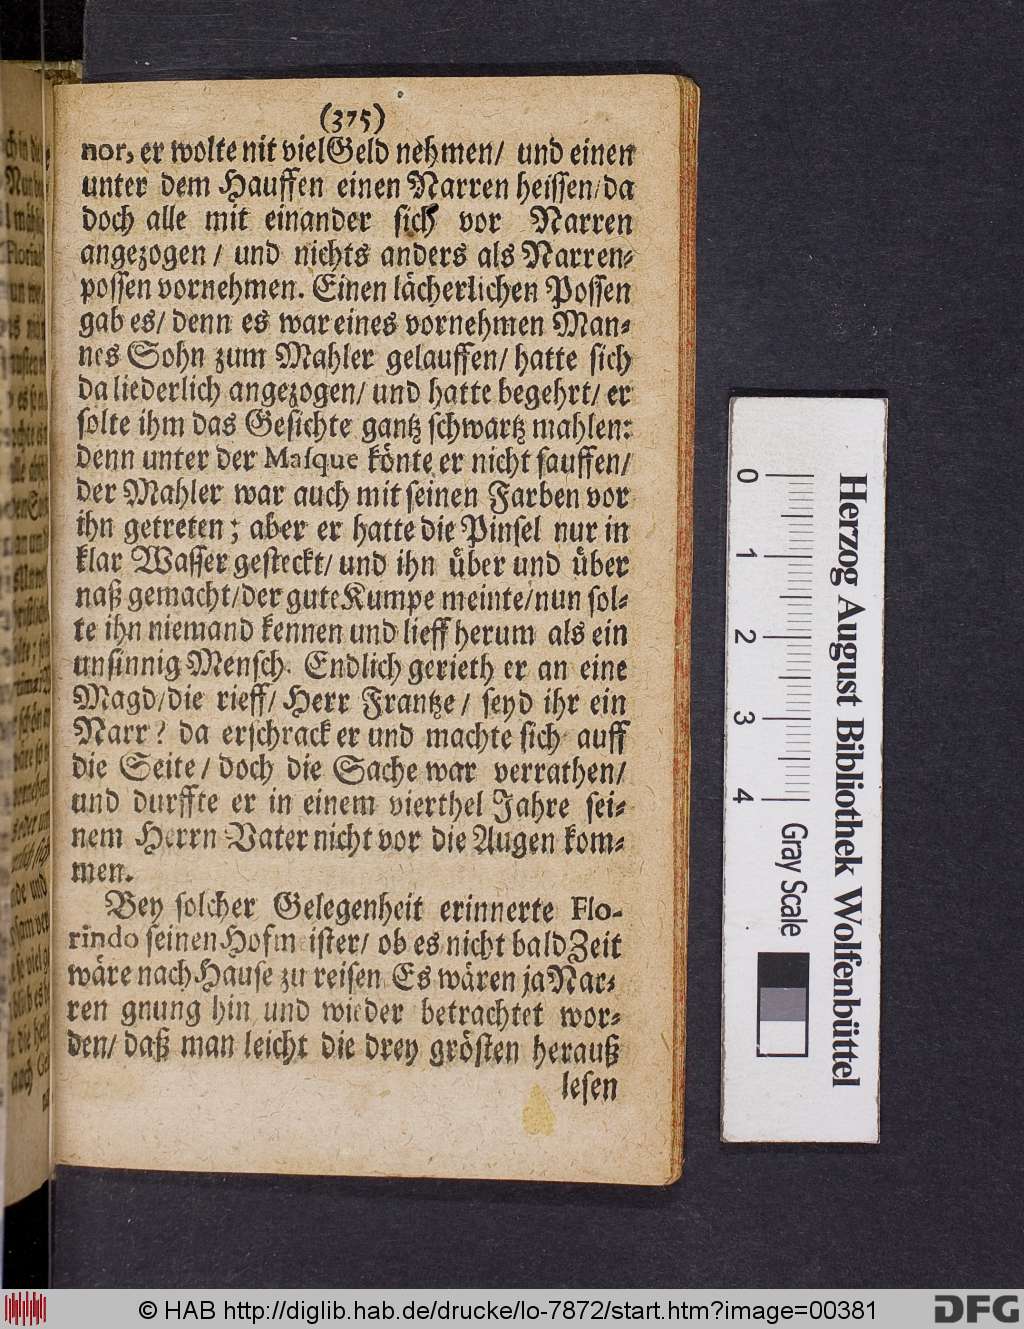 (375)
nor, er wolte nit viel Geld nehmen/ und einen
unter dem Hauffen einen Narren heissen/ da
doch alle mit einander sich vor Narren
angezogen / und nichts anders als Narren-
possen vornehmen. Einen lächerlichen Possen
gab es/ denn es war eines vornehmen Man-
nes Sohn zum Mahler gelauffen/ hatte sich
da liederlich angezogen/ und hatte begehrt/ er
solte ihm das Gesichte gantz schwartz mahlen:
denn unter der Masque könte er nicht sauffen/
der Mahler war auch mit seinen Farben vor
ihn getreten; aber er hatte die Pinsel nur in
klar Wasser gesteckt/ und ihn über und über
naß gemacht/ der gute Kumpe meinte/ nun sol-
te ihn niemand kennen und lieff herum als ein
unsinnig Mensch. Endlich gerieth er an eine
Magd/ die rieff/ Herr Frantze / seyd ihr ein
Narr? da erschrack er und machte sich auff
die Seite/ doch die Sache war verrathen/
und durffte er in einem vierthel Jahre sei-
nem Herrn Vater nicht vor die Augen kom-
men.
Bey solcher Gelegenheit erinnerte Flo-
rindo seinen Hofmeister/ ob es nicht bald Zeit
wäre nach Hause zu reisen Es wären ja Nar-
ren gnung hin und wieder betrachtet wor-
den/ daß man leicht die drey grösten herauß
lesen
0 1 2 3 4
Gray Scale
Herzog August Bibliothek Wolfenbüttel
© HAB http://diglib.hab.de/drucke/lo-7872/start.htm?image=00381
DFG